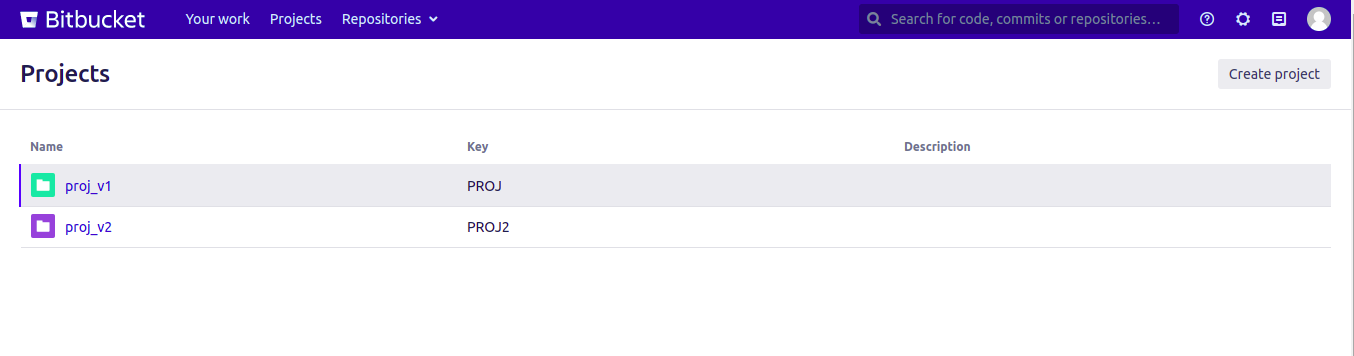 Bitbucket Your work Projects Repositories Search for code, commits or repositories…
Projects Create project
Name Key Description
proj_v1 PROJ
proj_v2 PROJ2